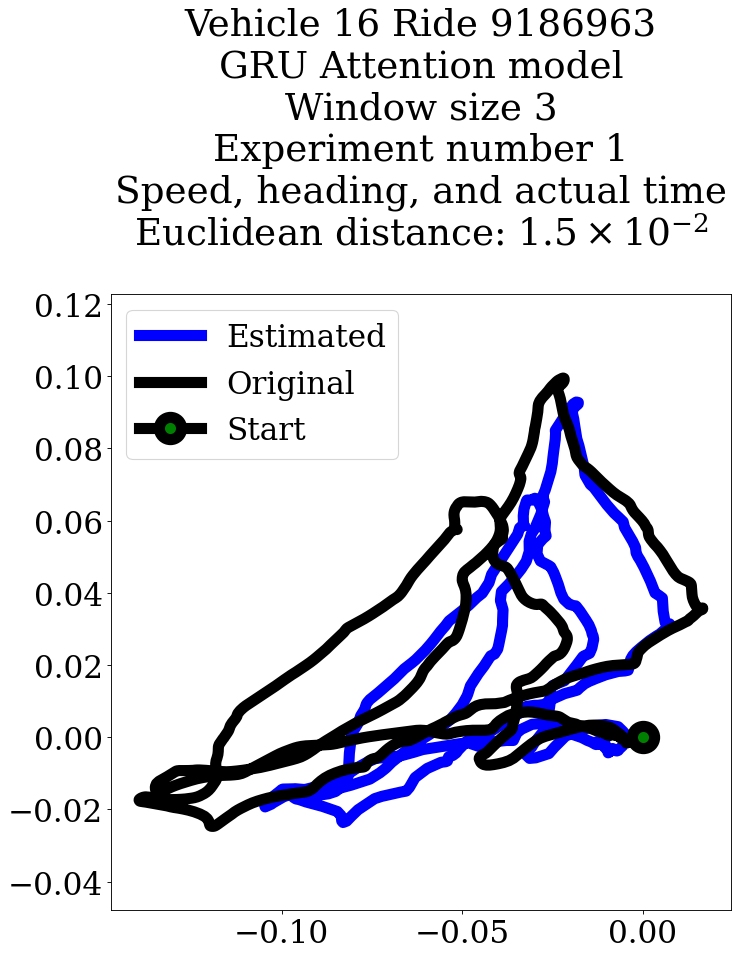 Vehicle 16 Ride 9186963
GRU Attention model
Window size 3
Experiment number 1
Speed, heading, and actual time
Euclidean distance: 1.5 × 10⁻²
0.12
0.10
0.08
0.06
0.04
0.02
0.00
−0.02
−0.04
Estimated
Original
Start
−0.10
−0.05
0.00